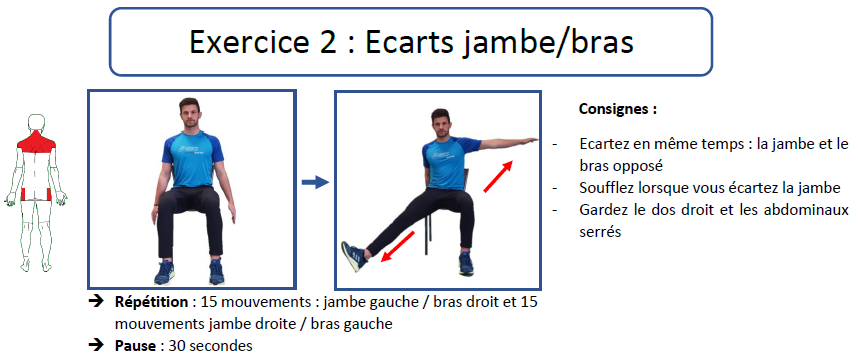 Exercice 2 : Ecarts jambe/bras
Consignes :
- Ecartez en même temps : la jambe et le
bras opposé
- Soufflez lorsque vous écartez la jambe
- Gardez le dos droit et les abdominaux
serrés
➔ Répétition : 15 mouvements : jambe gauche / bras droit et 15
mouvements jambe droite / bras gauche
➔ Pause : 30 secondes